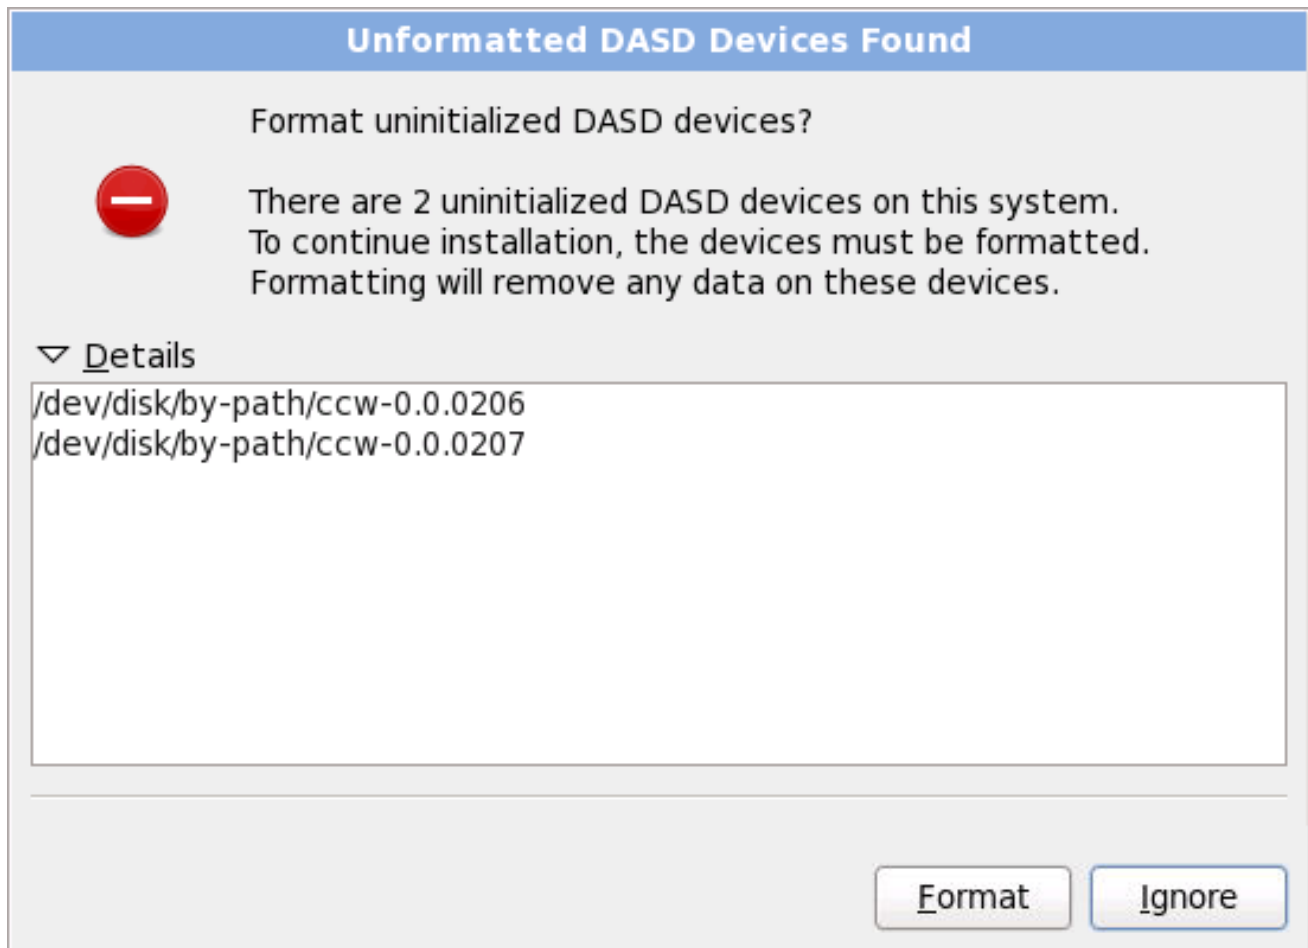 Unformatted DASD Devices Found
Format uninitialized DASD devices?
There are 2 uninitialized DASD devices on this system.
To continue installation, the devices must be formatted.
Formatting will remove any data on these devices.
Details
/dev/disk/by-path/ccw-0.0.0206
/dev/disk/by-path/ccw-0.0.0207
Format
Ignore